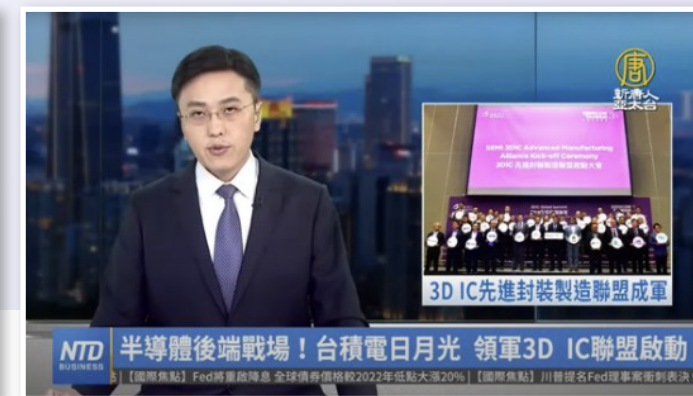 唐
新唐人
亞太台
SEMI 3DIC Advanced Manufacturing
Alliance Kick-off Ceremony
3DIC 先進封裝製造聯盟啟動大會
3D IC先進封裝製造聯盟成軍
NTD
BUSINESS
半導體後端戰場！台積電日月光 領軍3D IC聯盟啟動
【國際焦點】Fed將重啟降息 全球債券價格較2022年低點大漲20% |【國際焦點】川普提名Fed理事案衝刺表決